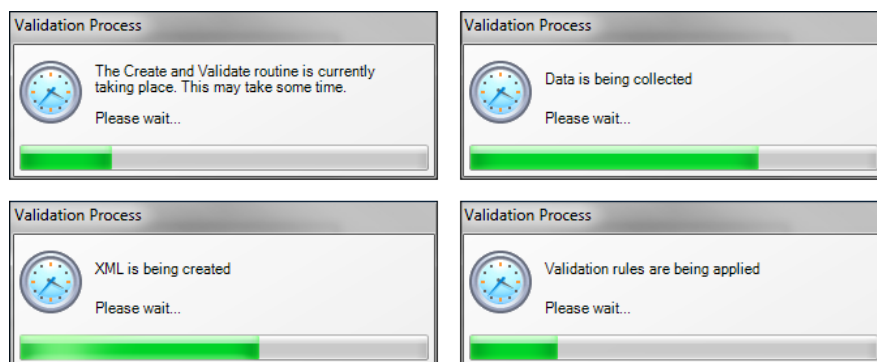 Validation Process
The Create and Validate routine is currently
taking place. This may take some time.
Please wait...
Validation Process
Data is being collected
Please wait...
Validation Process
XML is being created
Please wait...
Validation Process
Validation rules are being applied
Please wait...